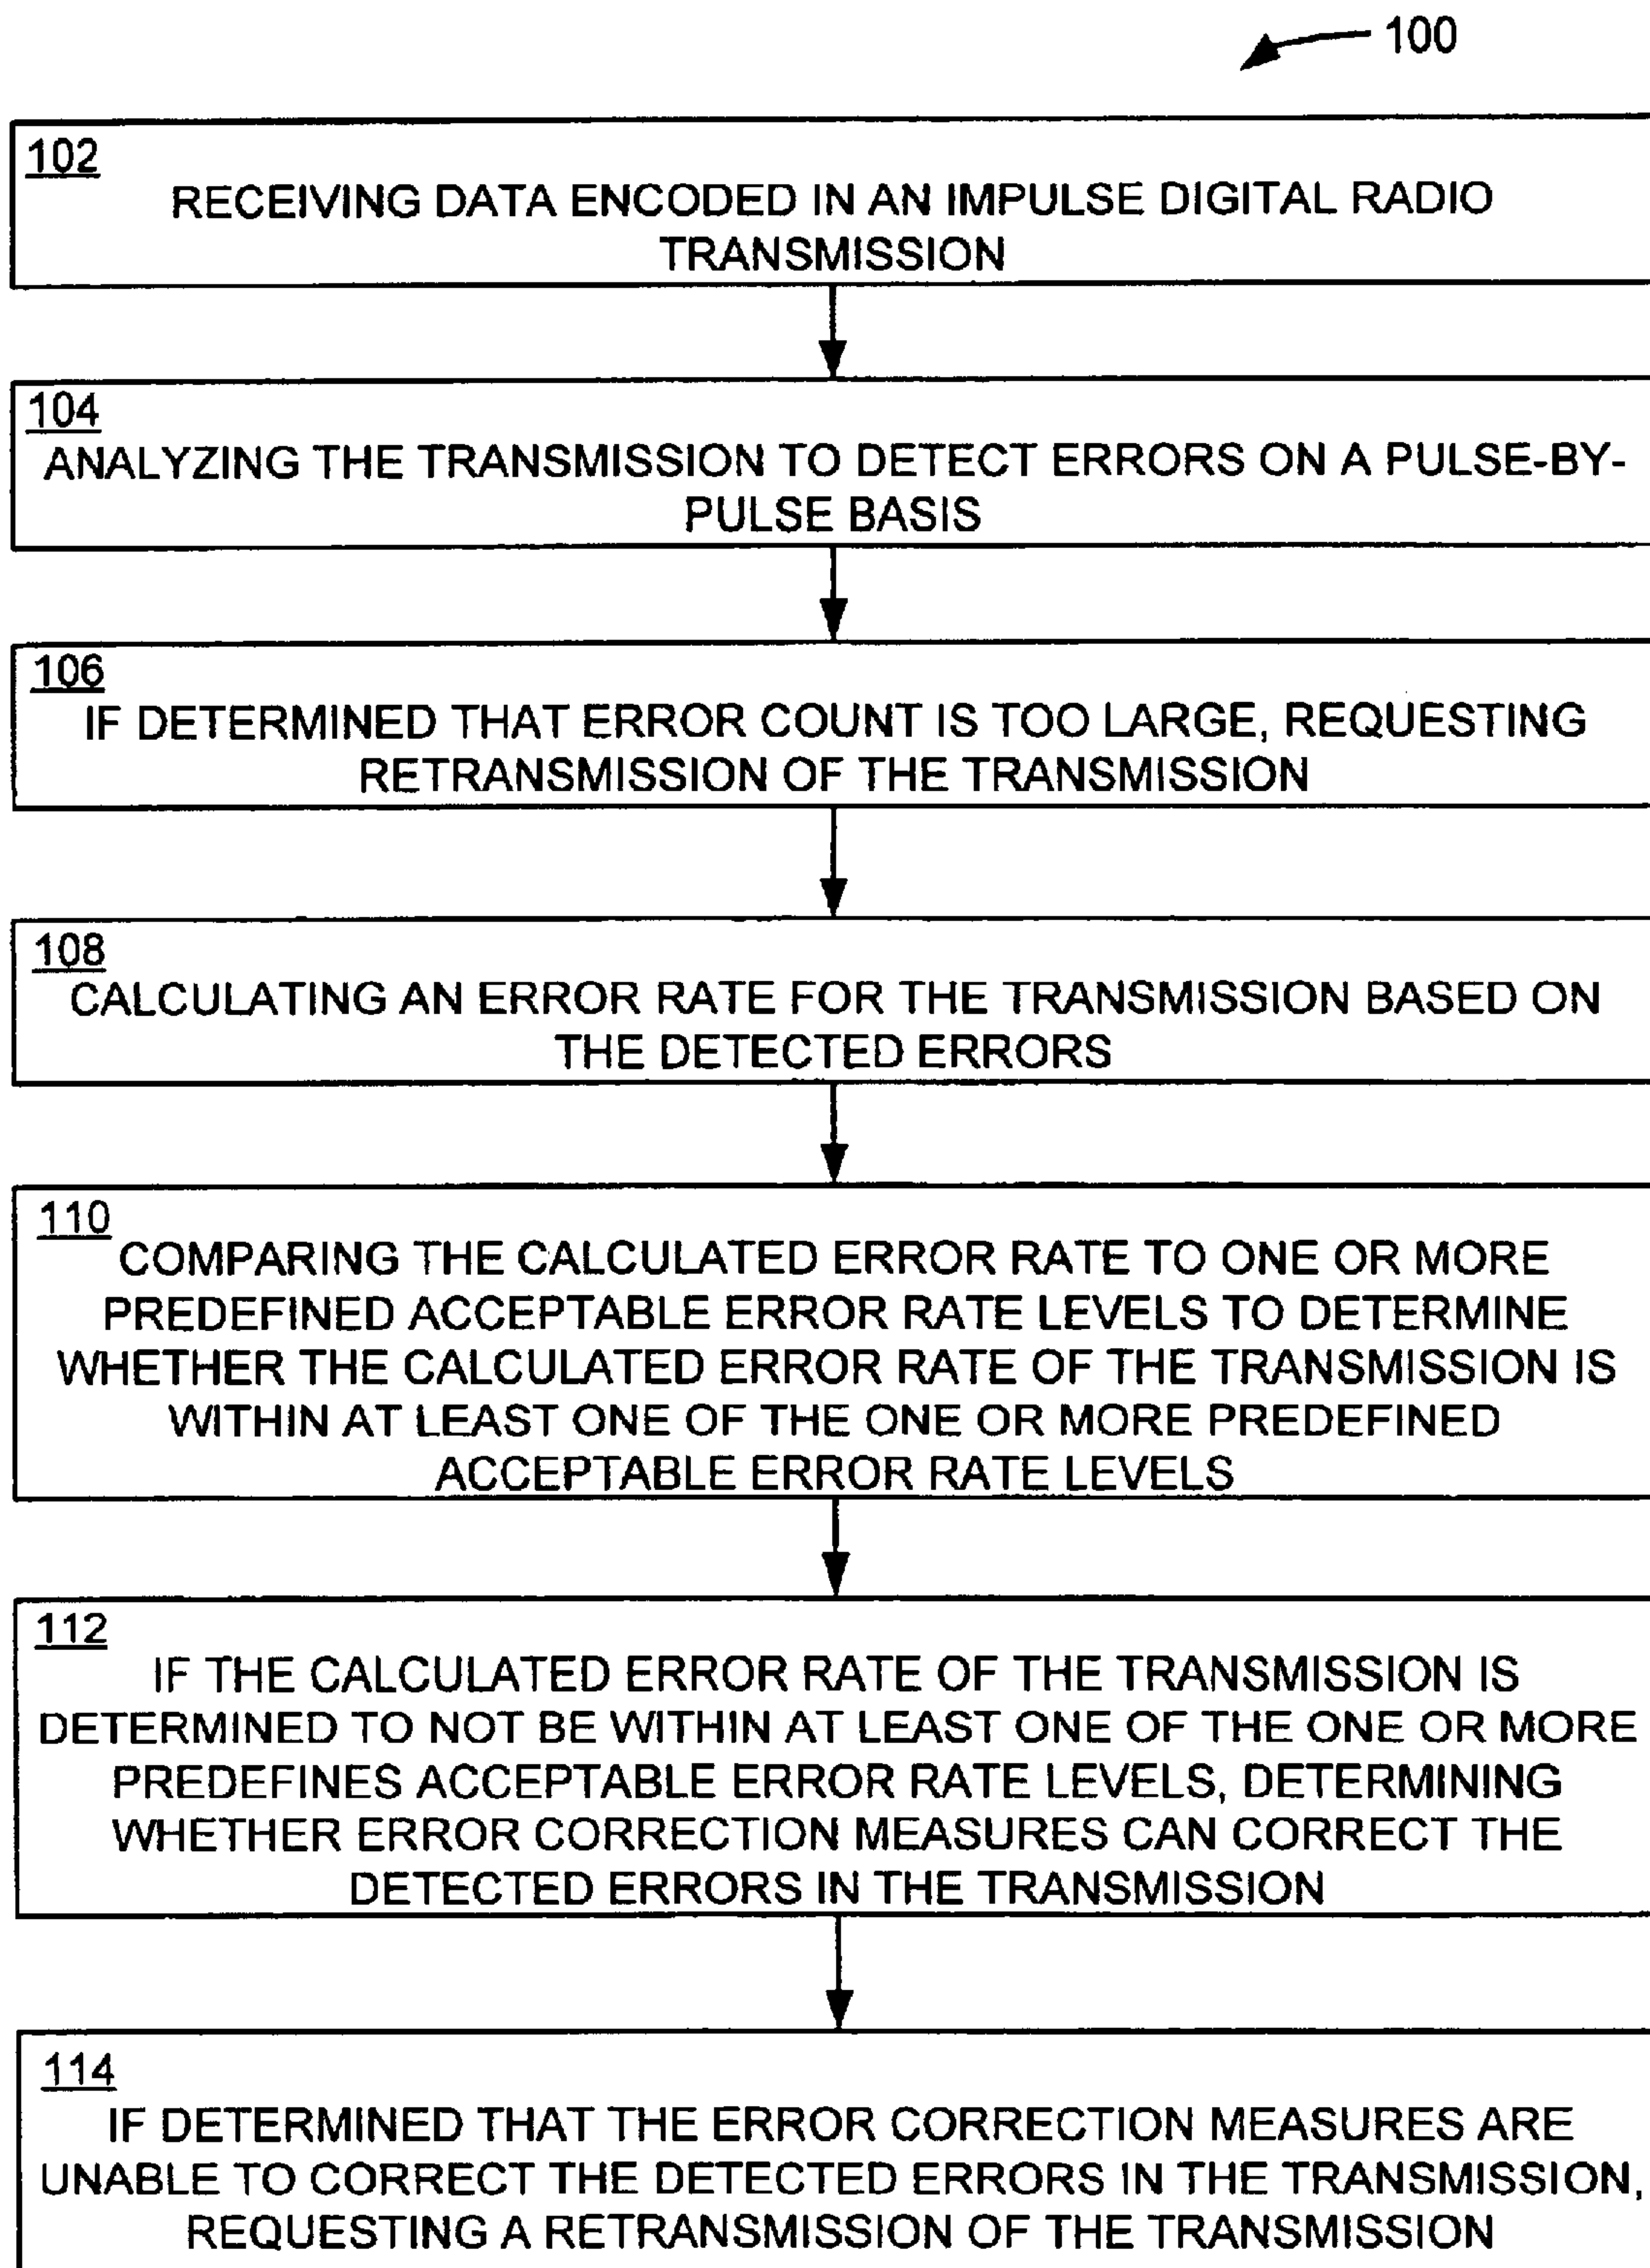 100
102
RECEIVING DATA ENCODED IN AN IMPULSE DIGITAL RADIO
TRANSMISSION
104
ANALYZING THE TRANSMISSION TO DETECT ERRORS ON A PULSE-BY-
PULSE BASIS
106
IF DETERMINED THAT ERROR COUNT IS TOO LARGE, REQUESTING
RETRANSMISSION OF THE TRANSMISSION
108
CALCULATING AN ERROR RATE FOR THE TRANSMISSION BASED ON
THE DETECTED ERRORS
110
COMPARING THE CALCULATED ERROR RATE TO ONE OR MORE
PREDEFINED ACCEPTABLE ERROR RATE LEVELS TO DETERMINE
WHETHER THE CALCULATED ERROR RATE OF THE TRANSMISSION IS
WITHIN AT LEAST ONE OF THE ONE OR MORE PREDEFINED
ACCEPTABLE ERROR RATE LEVELS
112
IF THE CALCULATED ERROR RATE OF THE TRANSMISSION IS
DETERMINED TO NOT BE WITHIN AT LEAST ONE OF THE ONE OR MORE
PREDEFINES ACCEPTABLE ERROR RATE LEVELS, DETERMINING
WHETHER ERROR CORRECTION MEASURES CAN CORRECT THE
DETECTED ERRORS IN THE TRANSMISSION
114
IF DETERMINED THAT THE ERROR CORRECTION MEASURES ARE
UNABLE TO CORRECT THE DETECTED ERRORS IN THE TRANSMISSION,
REQUESTING A RETRANSMISSION OF THE TRANSMISSION